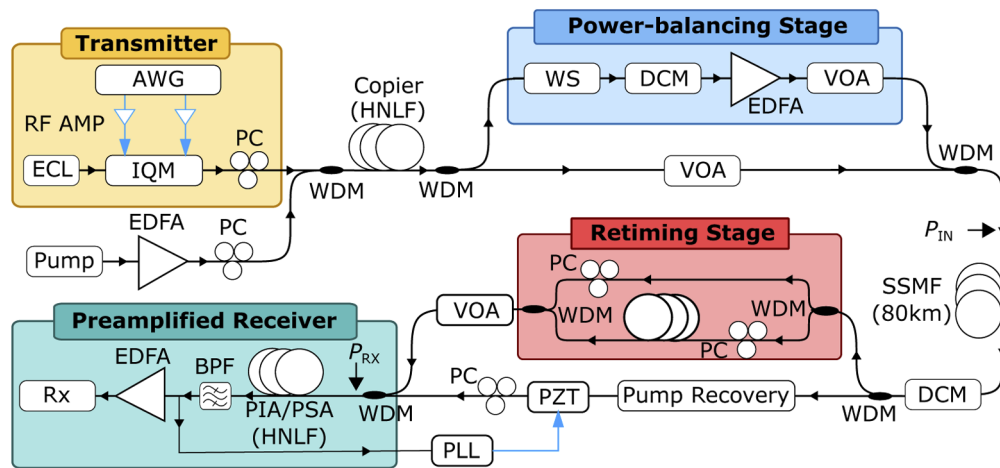 Transmitter
AWG
RF AMP
PC
ECL
IQM
WDM
EDFA
PC
Pump
Copier
(HNLF)
WDM
Power-balancing Stage
WS
DCM
EDFA
VOA
VOA
WDM
P_IN
SSMF
(80km)
DCM
WDM
Retiming Stage
PC
WDM
WDM
PC
VOA
Pump Recovery
PZT
PC
WDM
P_RX
Preamplified Receiver
EDFA
BPF
Rx
PIA/PSA
(HNLF)
PLL